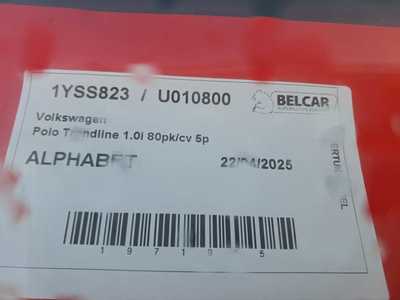 1YSS823 / U010800
BELCAR
Volkswagen
Polo Trendline 1.0i 80pk/cv 5p
ALPHABET
22/04/2025